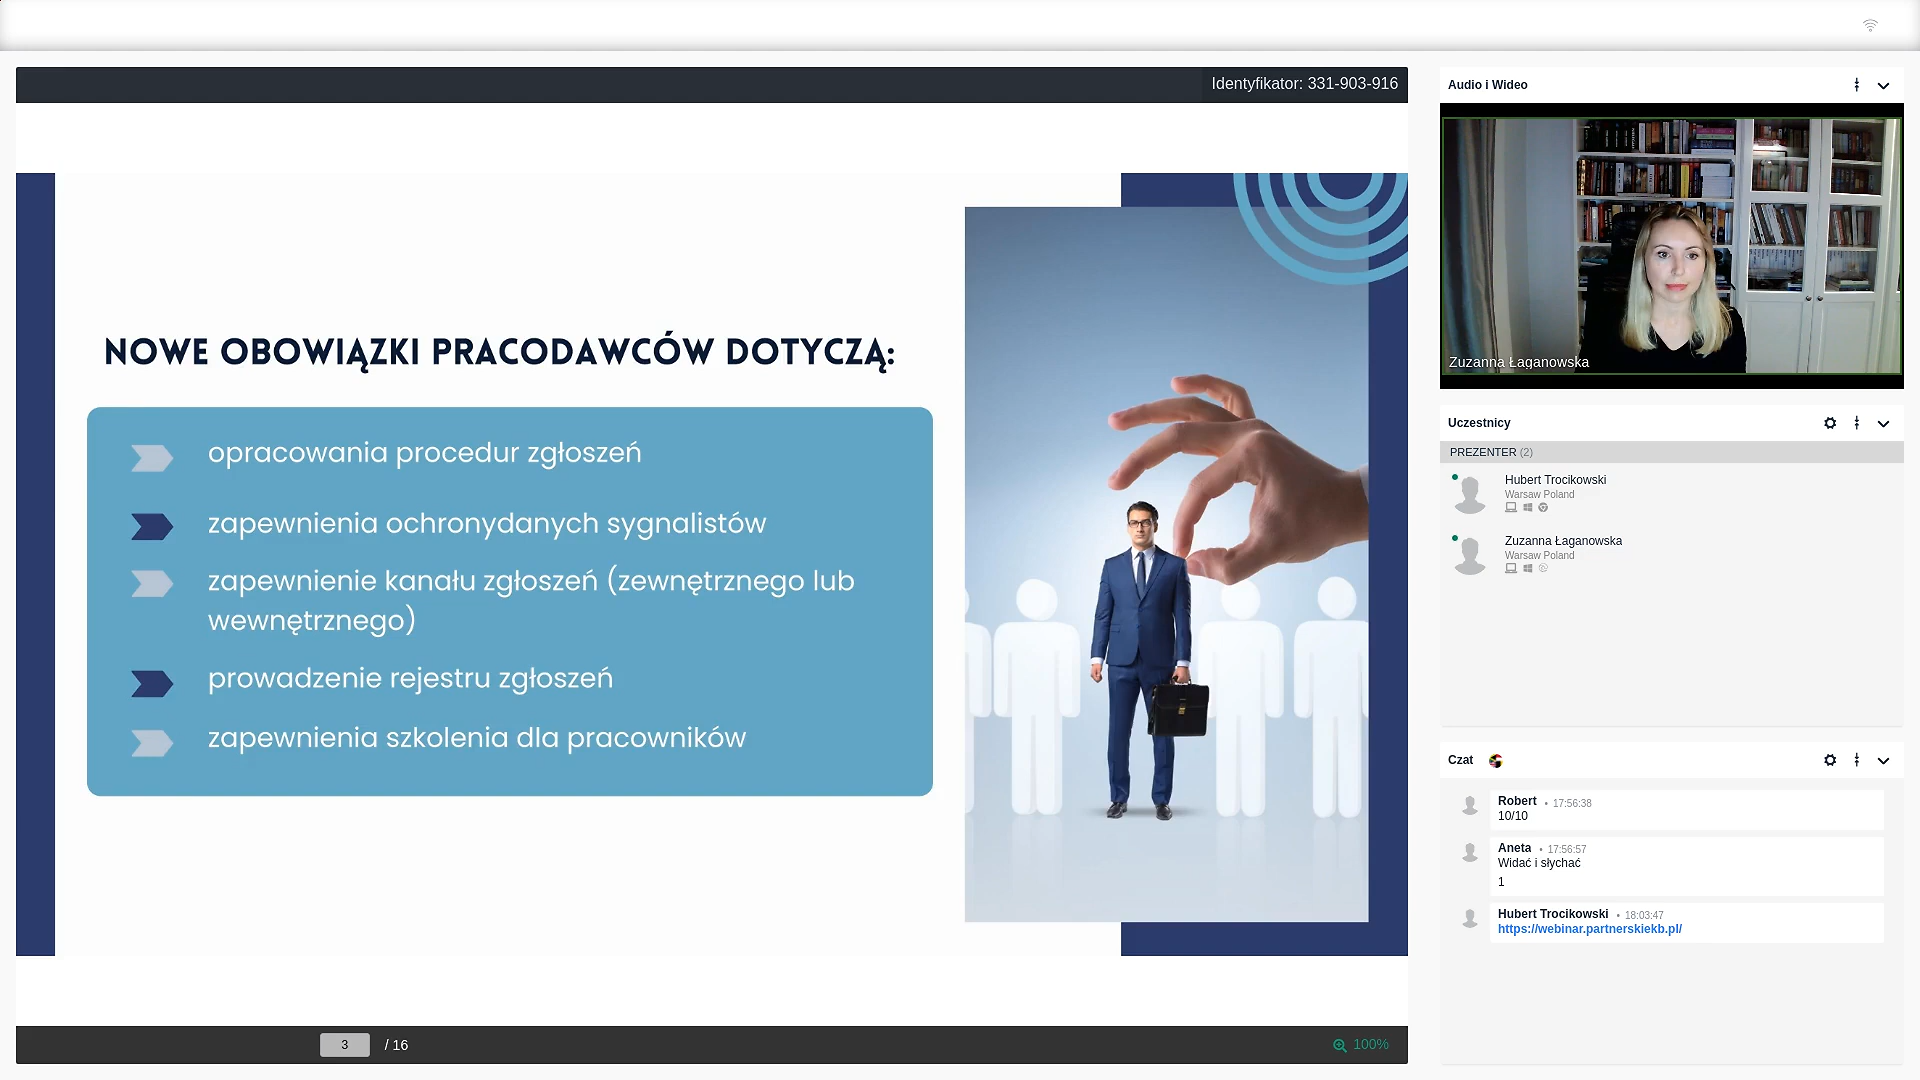 Identyfikator: 331-903-916
NOWE OBOWIĄZKI PRACODAWCÓW DOTYCZĄ:
opracowania procedur zgłoszeń
zapewnienia ochronydanych sygnalistów
zapewnienie kanału zgłoszeń (zewnętrznego lub
wewnętrznego)
prowadzenie rejestru zgłoszeń
zapewnienia szkolenia dla pracowników
3 / 16
100%
Audio i Wideo
Zuzanna Łaganowska
Uczestnicy
PREZENTER (2)
Hubert Trocikowski
Warsaw Poland
Zuzanna Łaganowska
Warsaw Poland
Czat
Robert • 17:56:38
10/10
Aneta • 17:56:57
Widać i słychać
1
Hubert Trocikowski • 18:03:47
https://webinar.partnerskiekb.pl/